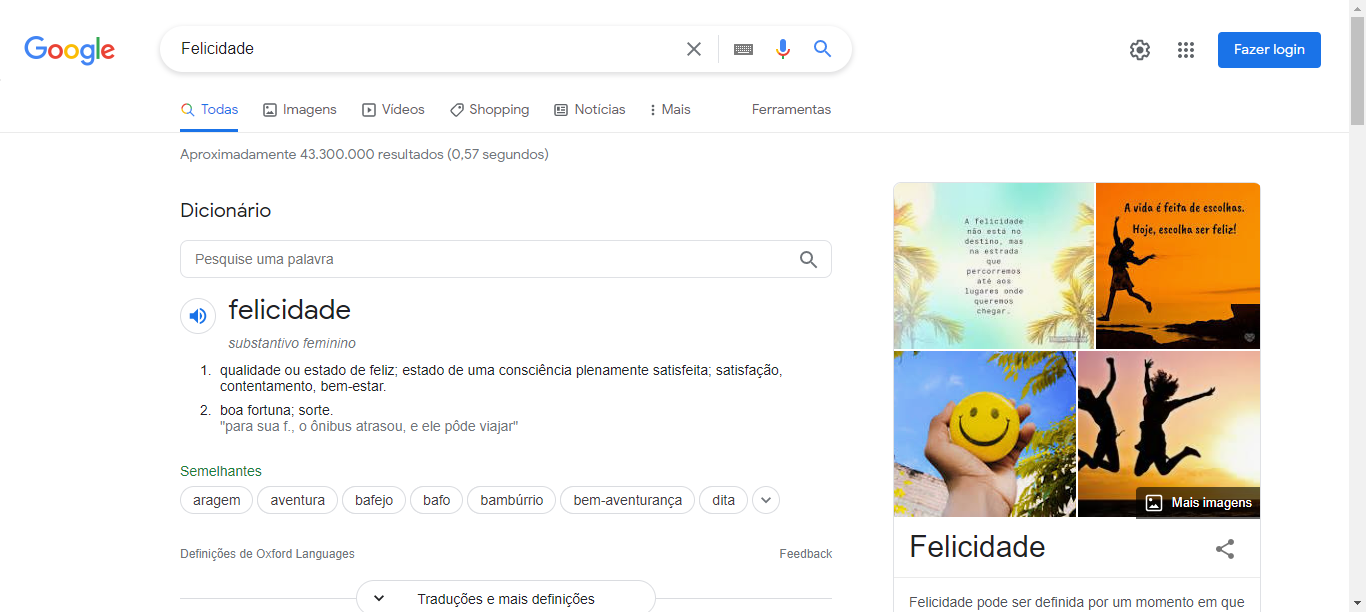 Google
Felicidade
Fazer login
Todas
Imagens
Vídeos
Shopping
Notícias
Mais
Ferramentas
Aproximadamente 43.300.000 resultados (0,57 segundos)
Dicionário
Pesquise uma palavra
felicidade
substantivo feminino
1. qualidade ou estado de feliz; estado de uma consciência plenamente satisfeita; satisfação,
contentamento, bem-estar.
2. boa fortuna; sorte.
"para sua f., o ônibus atrasou, e ele pôde viajar"
Semelhantes
aragem
aventura
bafejo
bafo
bambúrrio
bem-aventurança
dita
Definições de Oxford Languages
Feedback
Traduções e mais definições
A felicidade
não está no
destino, mas
na estrada
que
percorremos
até aos
lugares onde
queremos
chegar.
A vida é feita de escolhas.
Hoje, escolha ser feliz!
Mais imagens
Felicidade
Felicidade pode ser definida por um momento em que